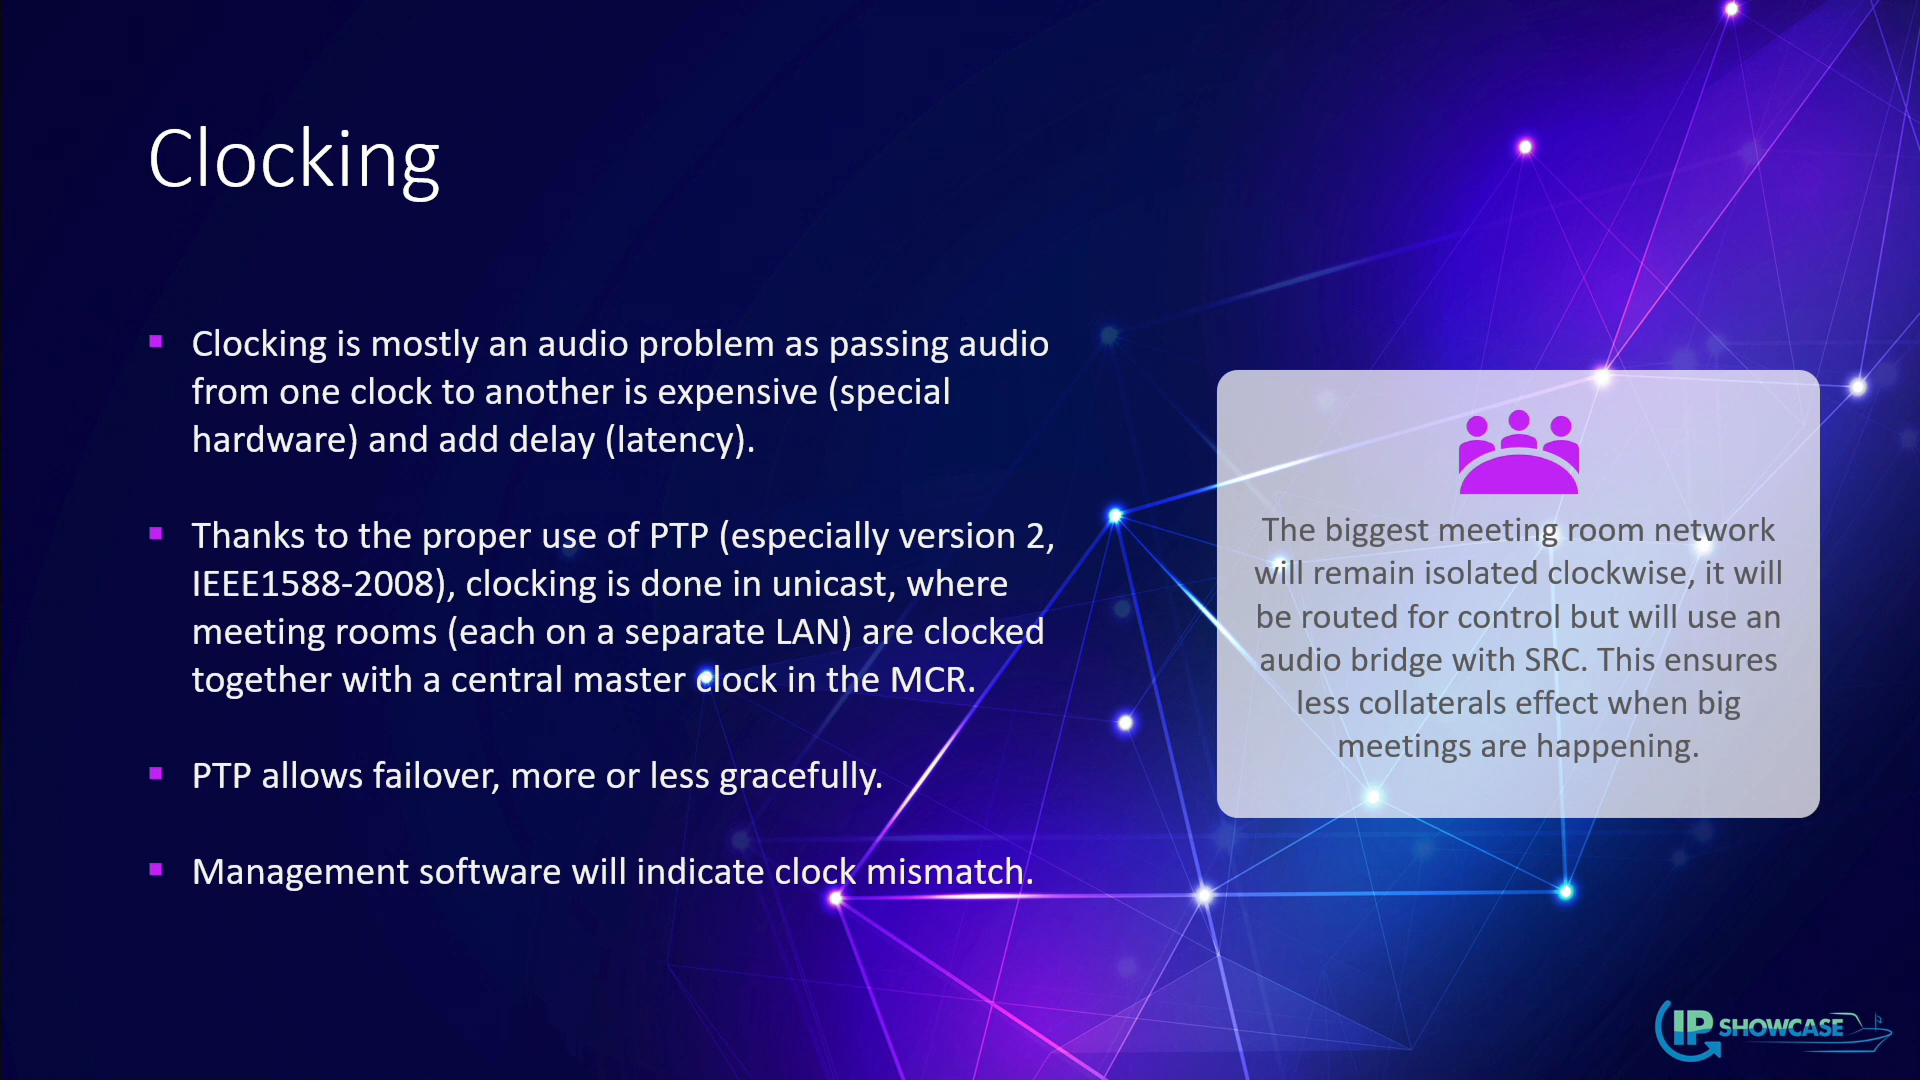 Clocking
▪ Clocking is mostly an audio problem as passing audio
from one clock to another is expensive (special
hardware) and add delay (latency).
▪ Thanks to the proper use of PTP (especially version 2,
IEEE1588-2008), clocking is done in unicast, where
meeting rooms (each on a separate LAN) are clocked
together with a central master clock in the MCR.
▪ PTP allows failover, more or less gracefully.
▪ Management software will indicate clock mismatch.
The biggest meeting room network
will remain isolated clockwise, it will
be routed for control but will use an
audio bridge with SRC. This ensures
less collaterals effect when big
meetings are happening.
IP SHOWCASE